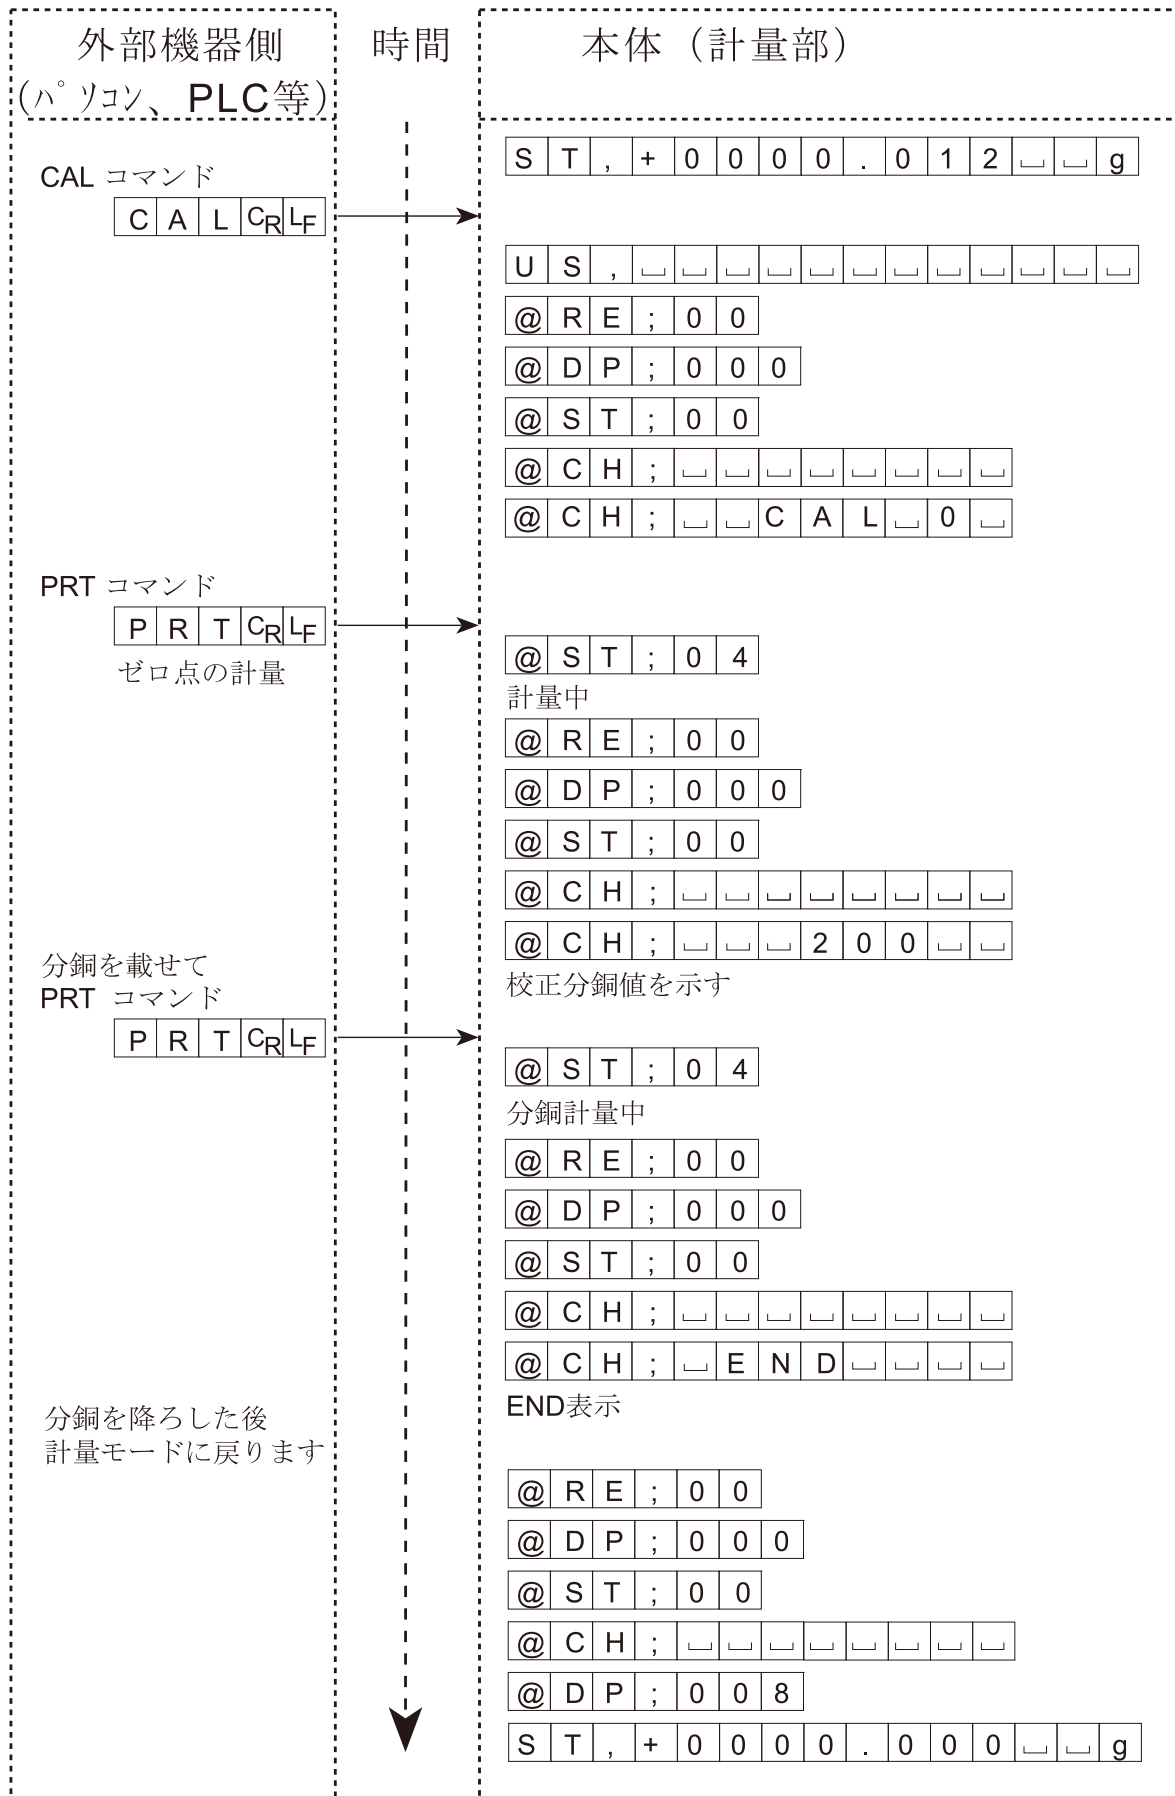 外部機器側
(パソコン、PLC等)
時間
本体（計量部）
ST,+0000.012␣␣g
CAL コマンド
CALCRLF
US,␣␣␣␣␣␣␣␣␣␣␣␣
@RE;00
@DP;000
@ST;00
@CH;␣␣␣␣␣␣␣␣
@CH;␣␣CAL␣0␣
PRT コマンド
PRTCRLF
ゼロ点の計量
@ST;04
計量中
@RE;00
@DP;000
@ST;00
@CH;␣␣␣␣␣␣␣␣
@CH;␣␣␣200␣␣
校正分銅値を示す
分銅を載せて
PRT コマンド
PRTCRLF
@ST;04
分銅計量中
@RE;00
@DP;000
@ST;00
@CH;␣␣␣␣␣␣␣␣
@CH;␣END␣␣␣␣
END表示
分銅を降ろした後
計量モードに戻ります
@RE;00
@DP;000
@ST;00
@CH;␣␣␣␣␣␣␣␣
@DP;008
ST,+0000.000␣␣g